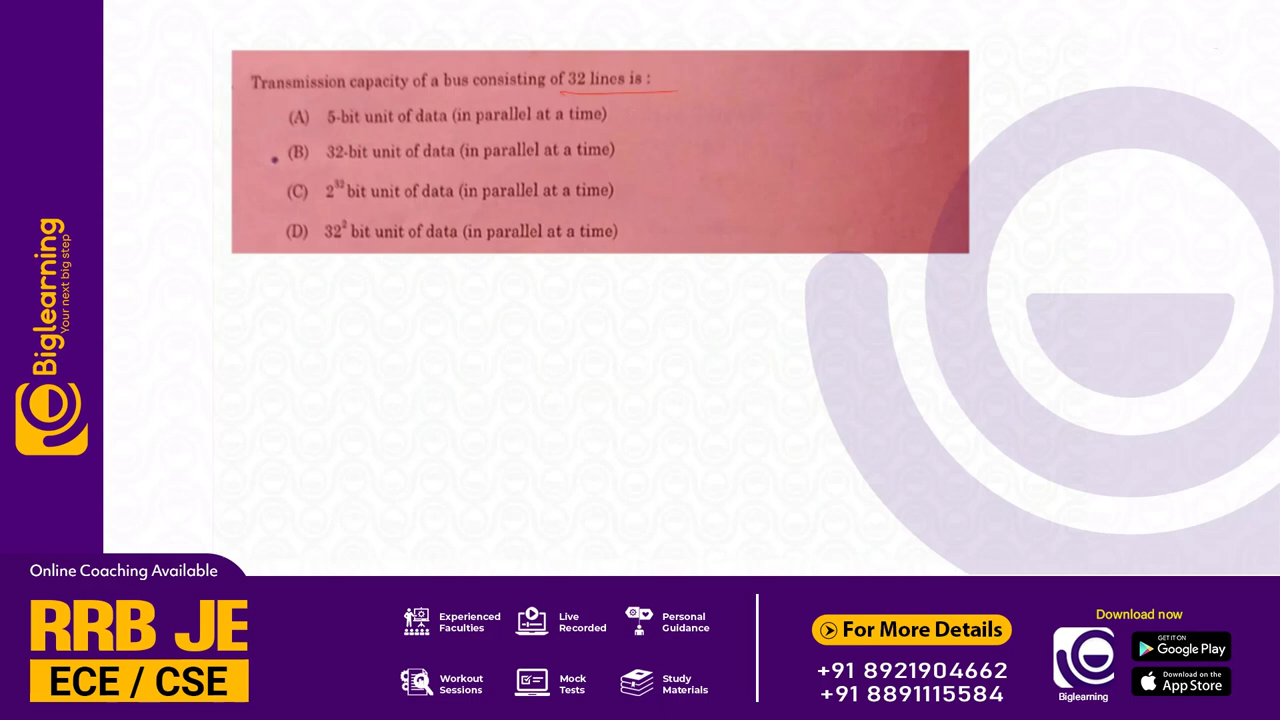 Transmission capacity of a bus consisting of 32 lines is :
(A) 5-bit unit of data (in parallel at a time)
(B) 32-bit unit of data (in parallel at a time)
(C) 2³² bit unit of data (in parallel at a time)
(D) 32² bit unit of data (in parallel at a time)
Biglearning
Your next big step
Online Coaching Available
RRB JE
ECE / CSE
Experienced
Faculties
Live
Recorded
Personal
Guidance
Workout
Sessions
Mock
Tests
Study
Materials
For More Details
+91 8921904662
+91 8891115584
Download now
Biglearning
GET IT ON
Google Play
Download on the
App Store